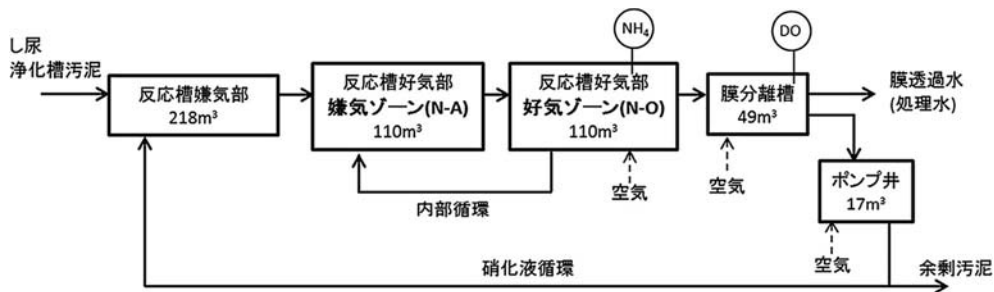 し尿
浄化槽汚泥
反応槽嫌気部
218m³
反応槽好気部
嫌気ゾーン(N-A)
110m³
NH₄
反応槽好気部
好気ゾーン(N-O)
110m³
DO
膜分離槽
49m³
膜透過水
(処理水)
空気
空気
内部循環
ポンプ井
17m³
空気
硝化液循環
余剰汚泥